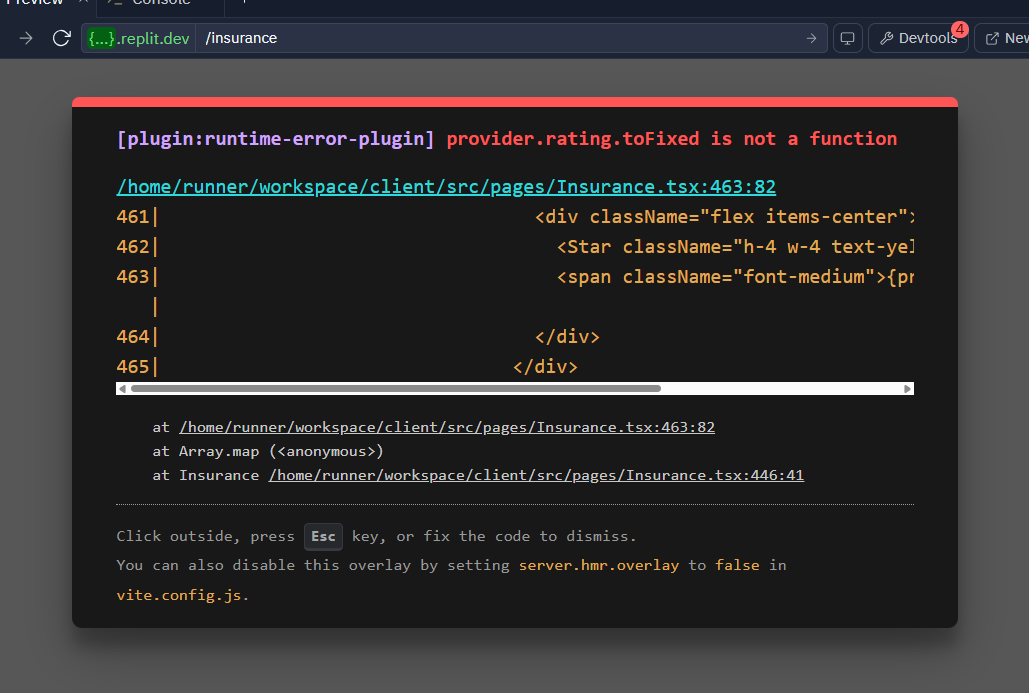 Preview
Console
{...}.replit.dev /insurance
Devtools
4
New
[plugin:runtime-error-plugin] provider.rating.toFixed is not a function
/home/runner/workspace/client/src/pages/Insurance.tsx:463:82
461| <div className="flex items-center">
462| <Star className="h-4 w-4 text-yel
463| <span className="font-medium">{pr
|
464| </div>
465| </div>
at /home/runner/workspace/client/src/pages/Insurance.tsx:463:82
at Array.map (<anonymous>)
at Insurance /home/runner/workspace/client/src/pages/Insurance.tsx:446:41
Click outside, press Esc key, or fix the code to dismiss.
You can also disable this overlay by setting server.hmr.overlay to false in
vite.config.js.